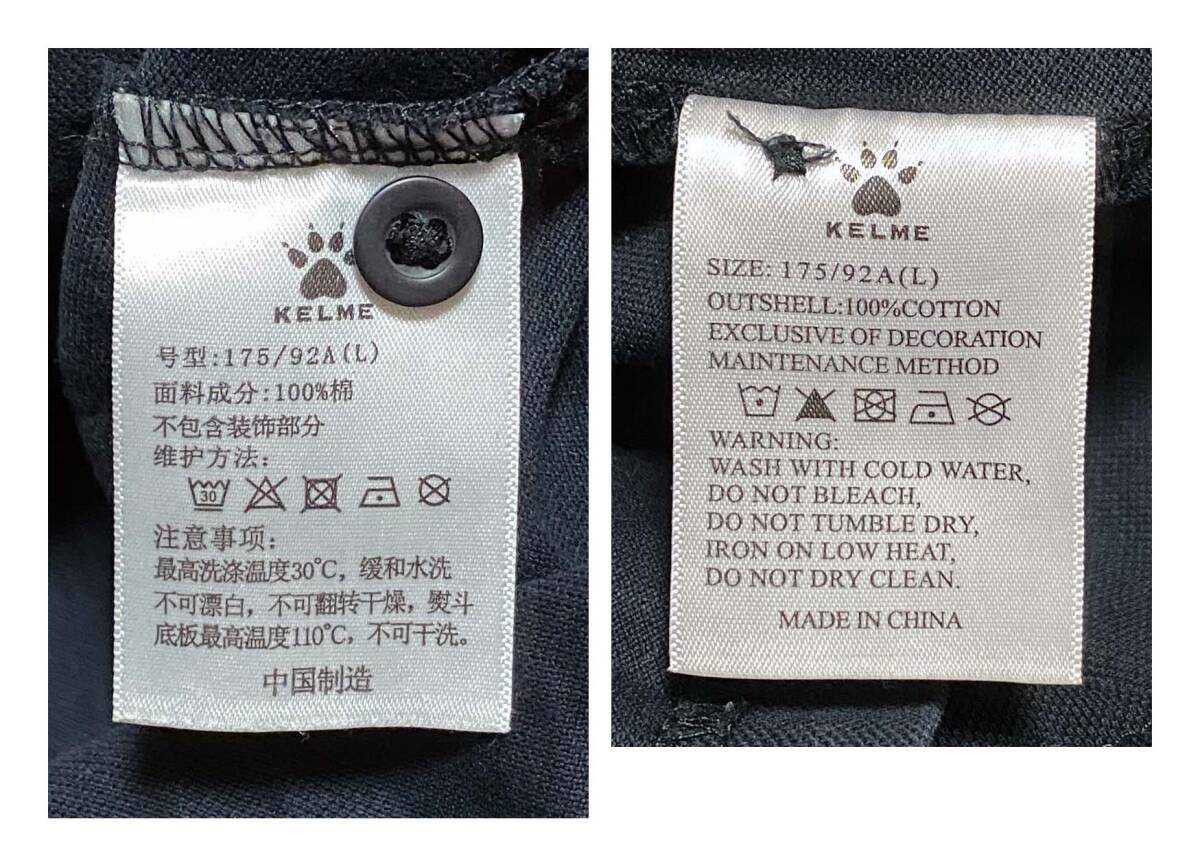 KELME
号型:175/92A(L)
面料成分:100%棉
不包含装饰部分
维护方法:
30
注意事项:
最高洗涤温度30℃，缓和水洗
不可漂白，不可翻转干燥，熨斗
底板最高温度110℃，不可干洗。
中国制造
KELME
SIZE: 175/92A(L)
OUTSHELL:100%COTTON
EXCLUSIVE OF DECORATION
MAINTENANCE METHOD
WARNING:
WASH WITH COLD WATER,
DO NOT BLEACH,
DO NOT TUMBLE DRY,
IRON ON LOW HEAT,
DO NOT DRY CLEAN.
MADE IN CHINA